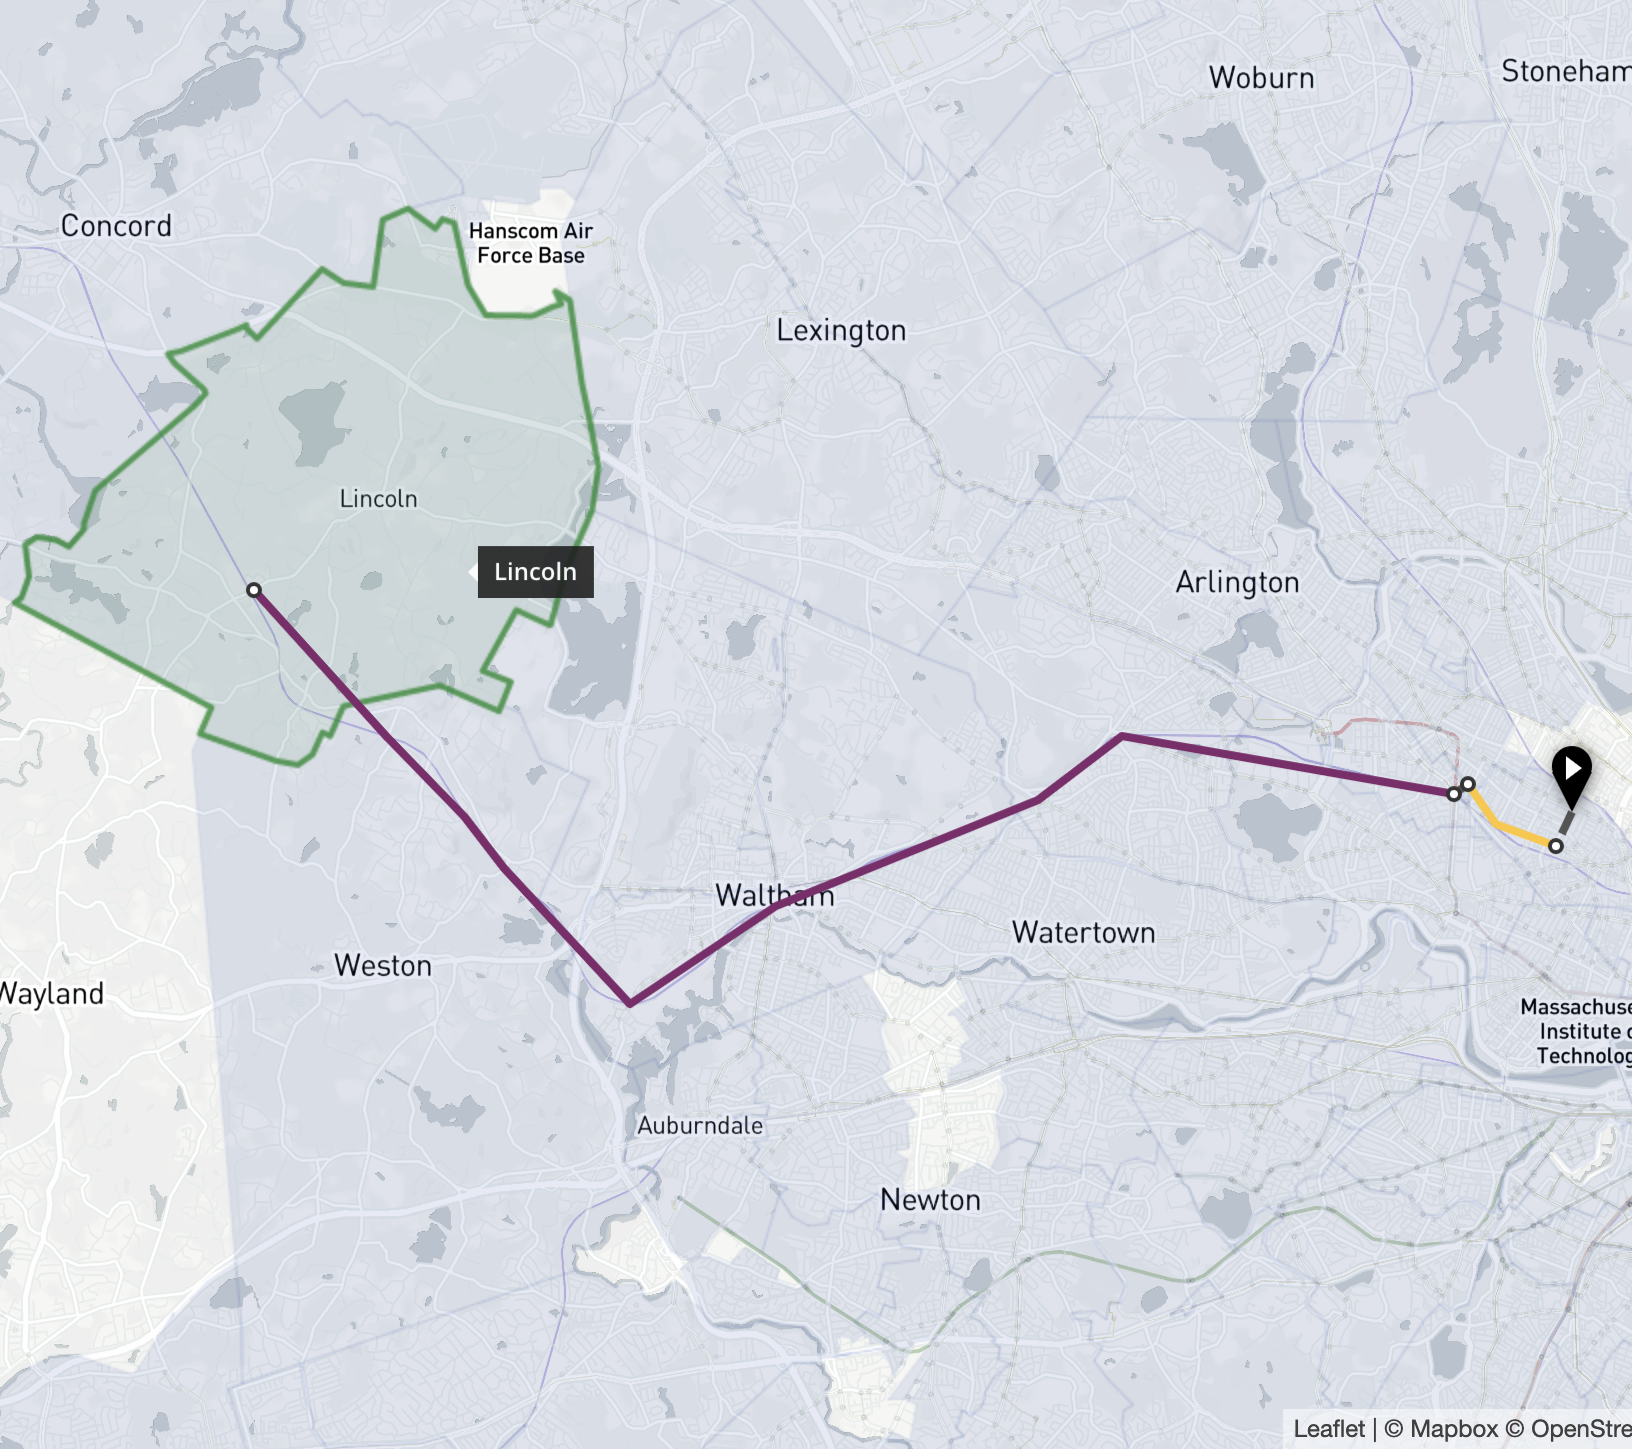 Woburn
Stoneham
Concord
Hanscom Air
Force Base
Lexington
Lincoln
Lincoln
Arlington
Waltham
Watertown
Weston
Wayland
Massachuse
Institute o
Technolog
Auburndale
Newton
Leaflet | © Mapbox © OpenStre